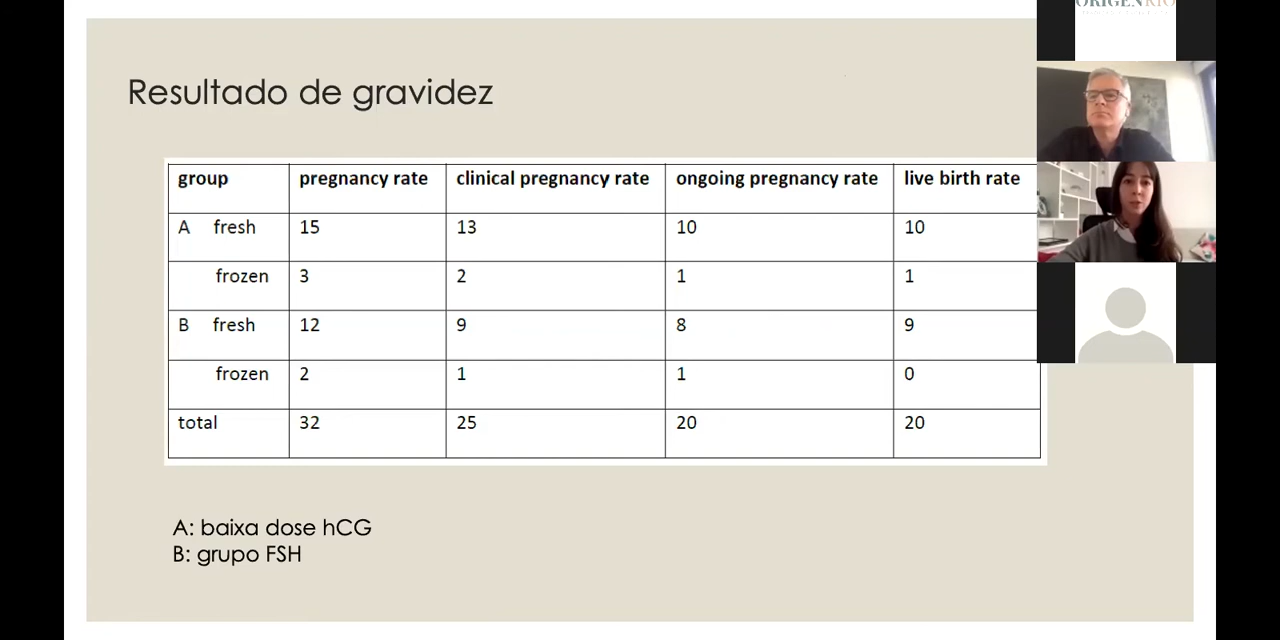 ORIGENRIO
Resultado de gravidez
group pregnancy rate clinical pregnancy rate ongoing pregnancy rate live birth rate
A fresh 15 13 10 10
frozen 3 2 1 1
B fresh 12 9 8 9
frozen 2 1 1 0
total 32 25 20 20
A: baixa dose hCG
B: grupo FSH